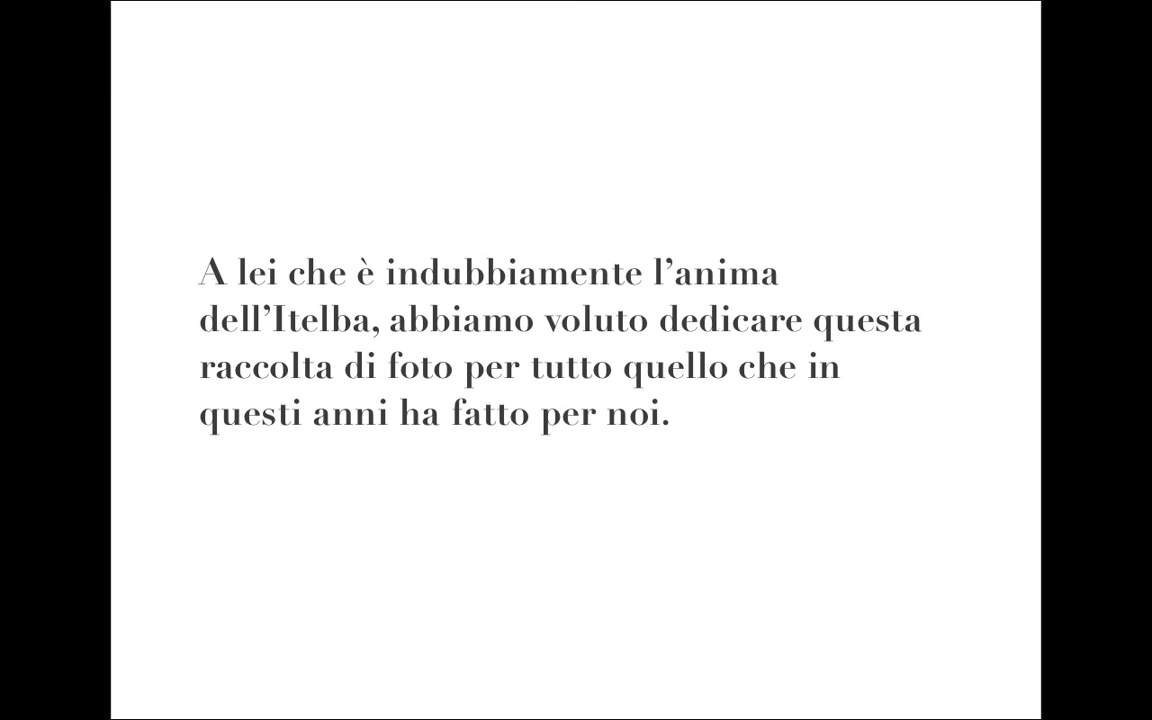 A lei che è indubbiamente l’anima
dell’Itelba, abbiamo voluto dedicare questa
raccolta di foto per tutto quello che in
questi anni ha fatto per noi.